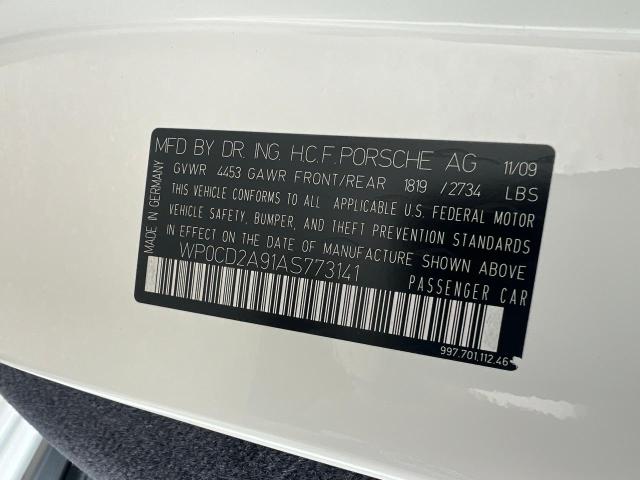 MFD BY DR. ING. H.C.F. PORSCHE AG 11/09
GVWR 4453 GAWR FRONT/REAR 1819 /2734 LBS
THIS VEHICLE CONFORMS TO ALL APPLICABLE U.S. FEDERAL MOTOR
VEHICLE SAFETY, BUMPER, AND THEFT PREVENTION STANDARDS
IN EFFECT ON THE DATE OF MANUFACTURE SHOWN ABOVE
WP0CD2A91AS773141 PASSENGER CAR
997.701.112.46
MADE IN GERMANY